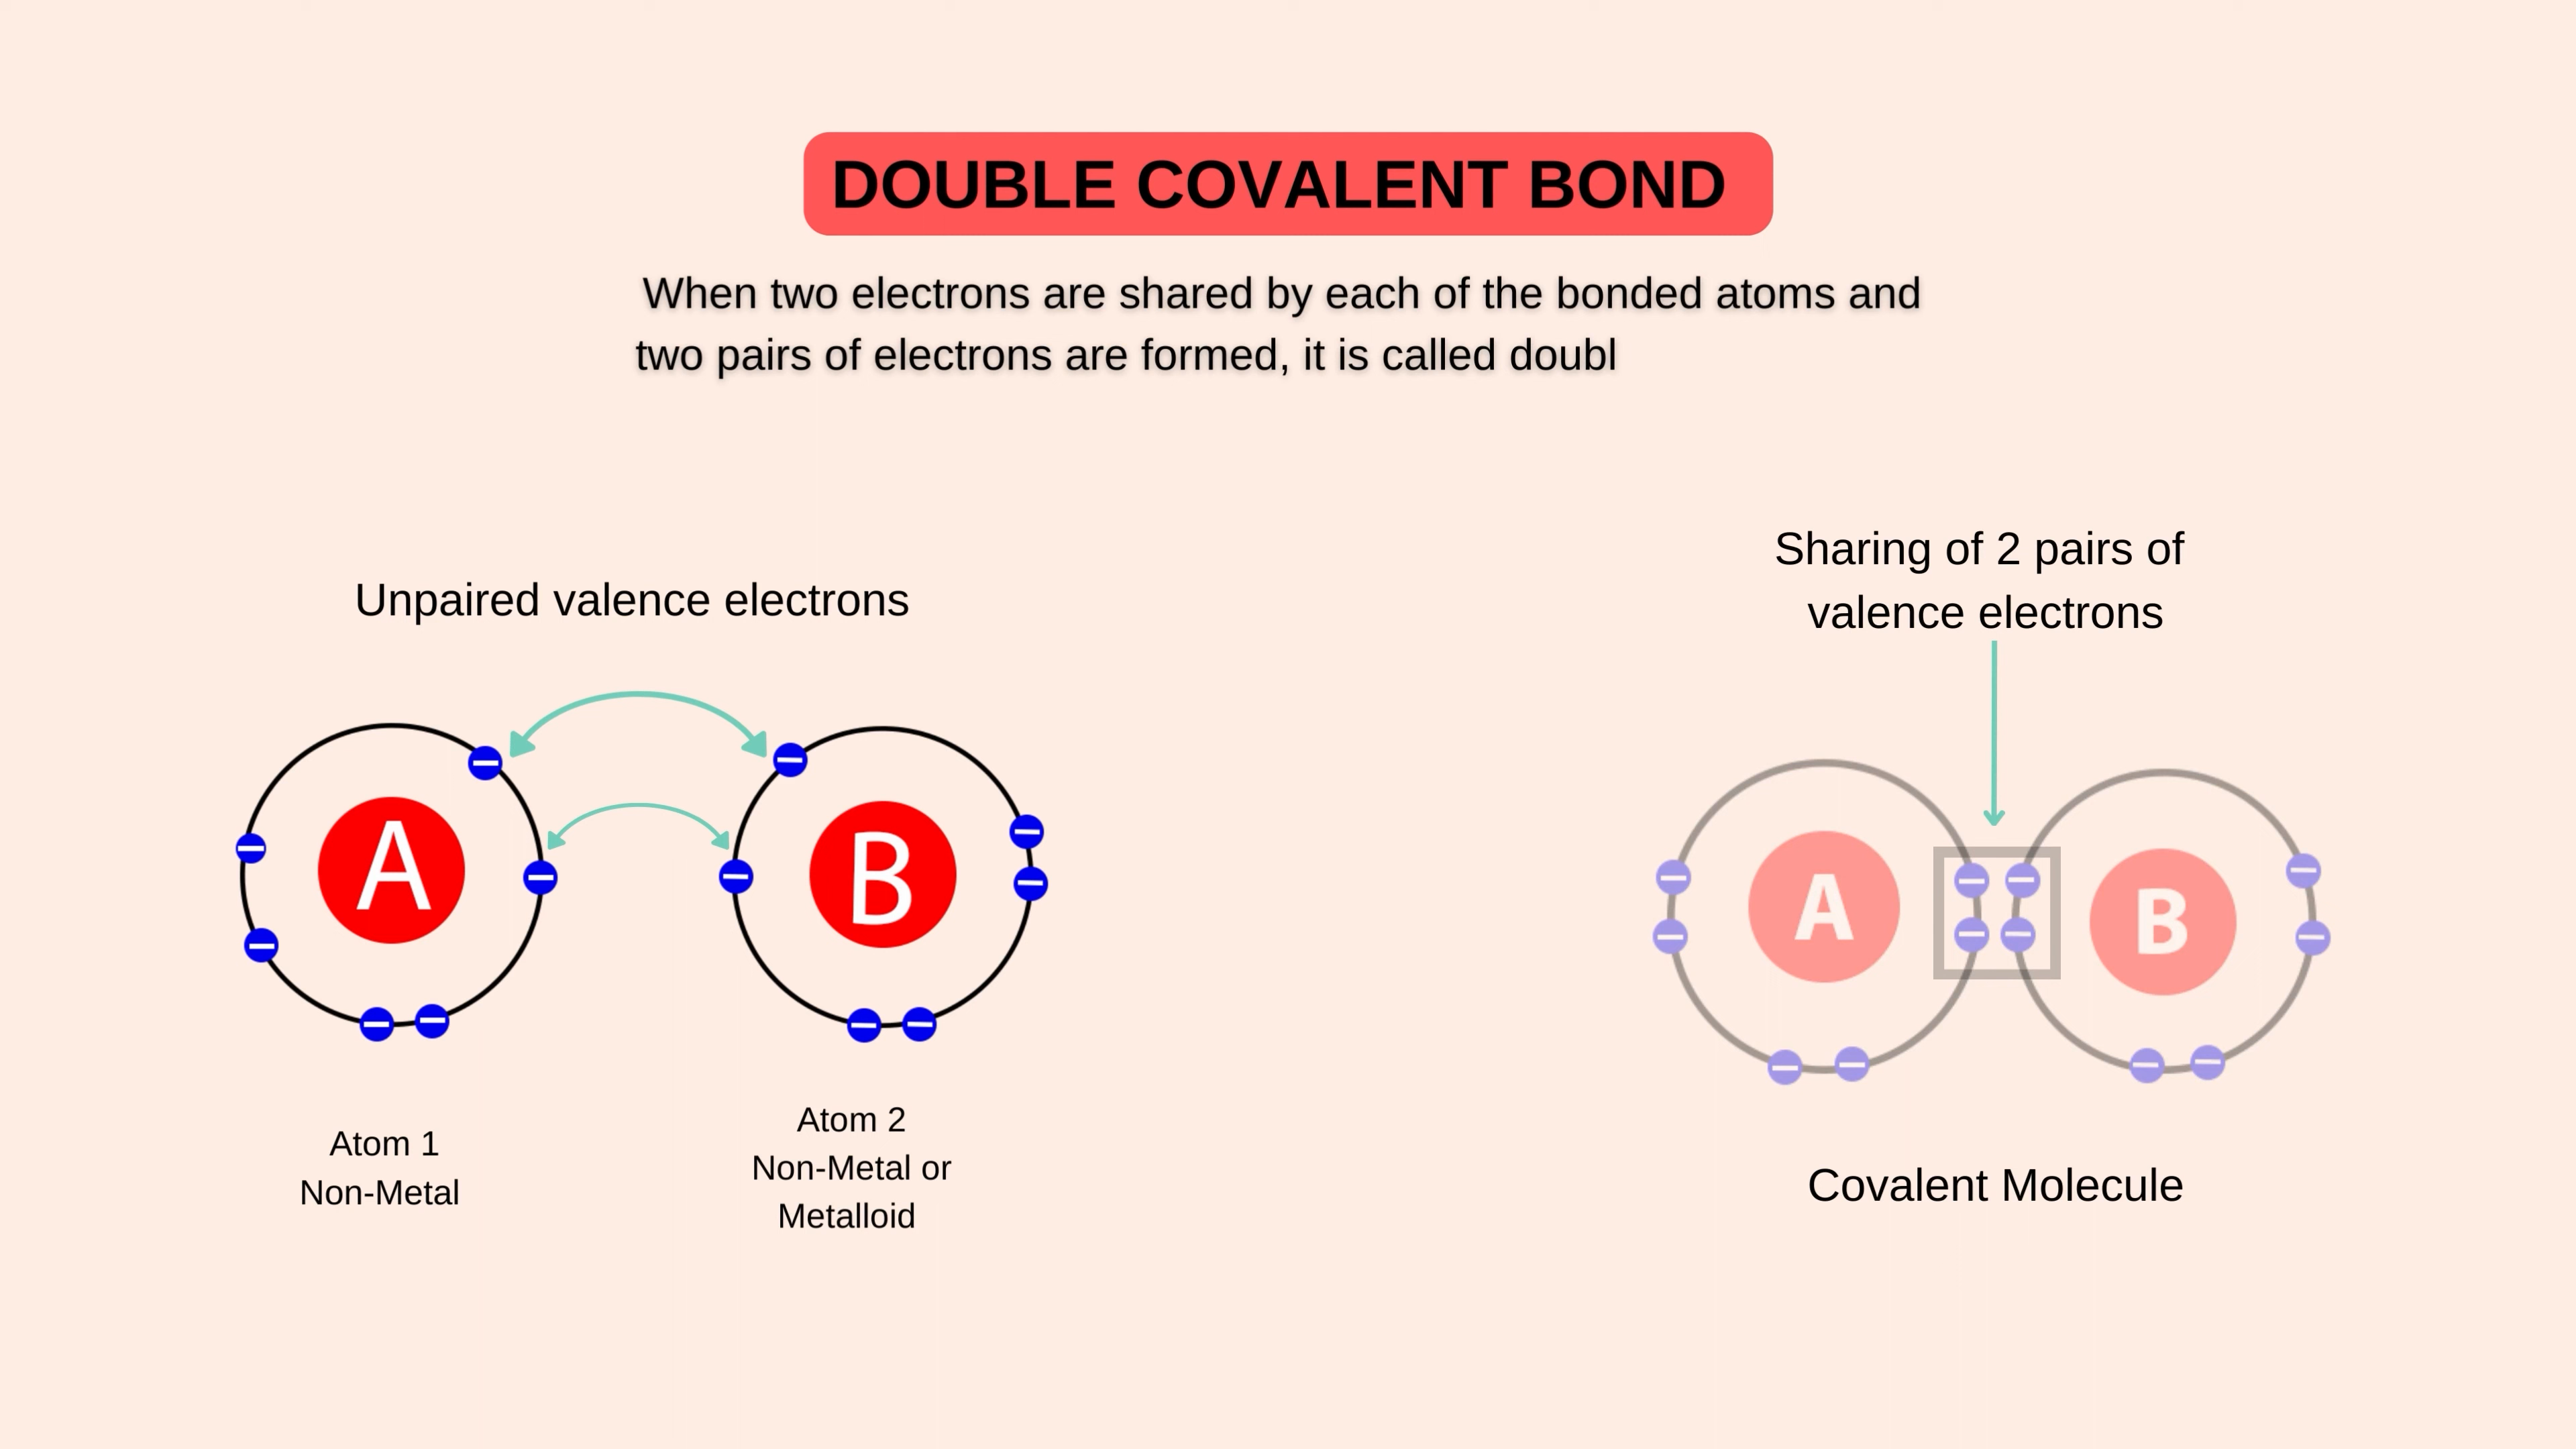 DOUBLE COVALENT BOND
When two electrons are shared by each of the bonded atoms and
two pairs of electrons are formed, it is called doubl
Unpaired valence electrons
A
B
Atom 1
Non-Metal
Atom 2
Non-Metal or
Metalloid
Sharing of 2 pairs of
valence electrons
A
B
Covalent Molecule